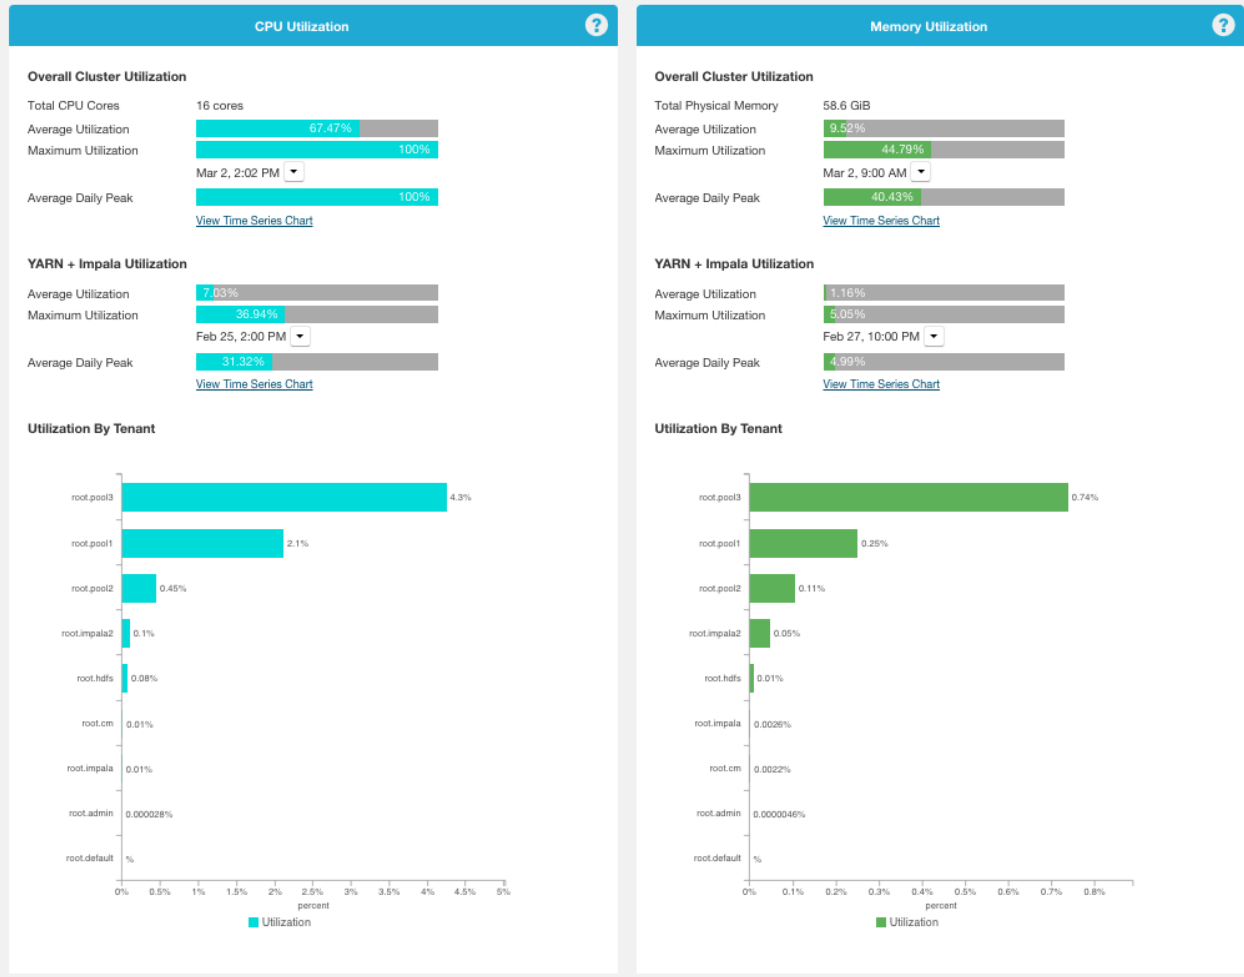 CPU Utilization
?
Overall Cluster Utilization
Total CPU Cores 16 cores
Average Utilization 67.47%
Maximum Utilization 100%
Mar 2, 2:02 PM
Average Daily Peak 100%
View Time Series Chart
YARN + Impala Utilization
Average Utilization 7.03%
Maximum Utilization 36.94%
Feb 25, 2:00 PM
Average Daily Peak 31.32%
View Time Series Chart
Utilization By Tenant
root.pool3 4.3%
root.pool1 2.1%
root.pool2 0.45%
root.impala2 0.1%
root.hdfs 0.08%
root.cm 0.01%
root.impala 0.01%
root.admin 0.000028%
root.default %
0% 0.5% 1% 1.5% 2% 2.5% 3% 3.5% 4% 4.5% 5%
percent
Utilization
Memory Utilization
?
Overall Cluster Utilization
Total Physical Memory 58.6 GiB
Average Utilization 9.52%
Maximum Utilization 44.79%
Mar 2, 9:00 AM
Average Daily Peak 40.43%
View Time Series Chart
YARN + Impala Utilization
Average Utilization 1.16%
Maximum Utilization 5.05%
Feb 27, 10:00 PM
Average Daily Peak 4.99%
View Time Series Chart
Utilization By Tenant
root.pool3 0.74%
root.pool1 0.25%
root.pool2 0.11%
root.impala2 0.05%
root.hdfs 0.01%
root.impala 0.0026%
root.cm 0.0022%
root.admin 0.0000046%
root.default %
0% 0.1% 0.2% 0.3% 0.4% 0.5% 0.6% 0.7% 0.8%
percent
Utilization